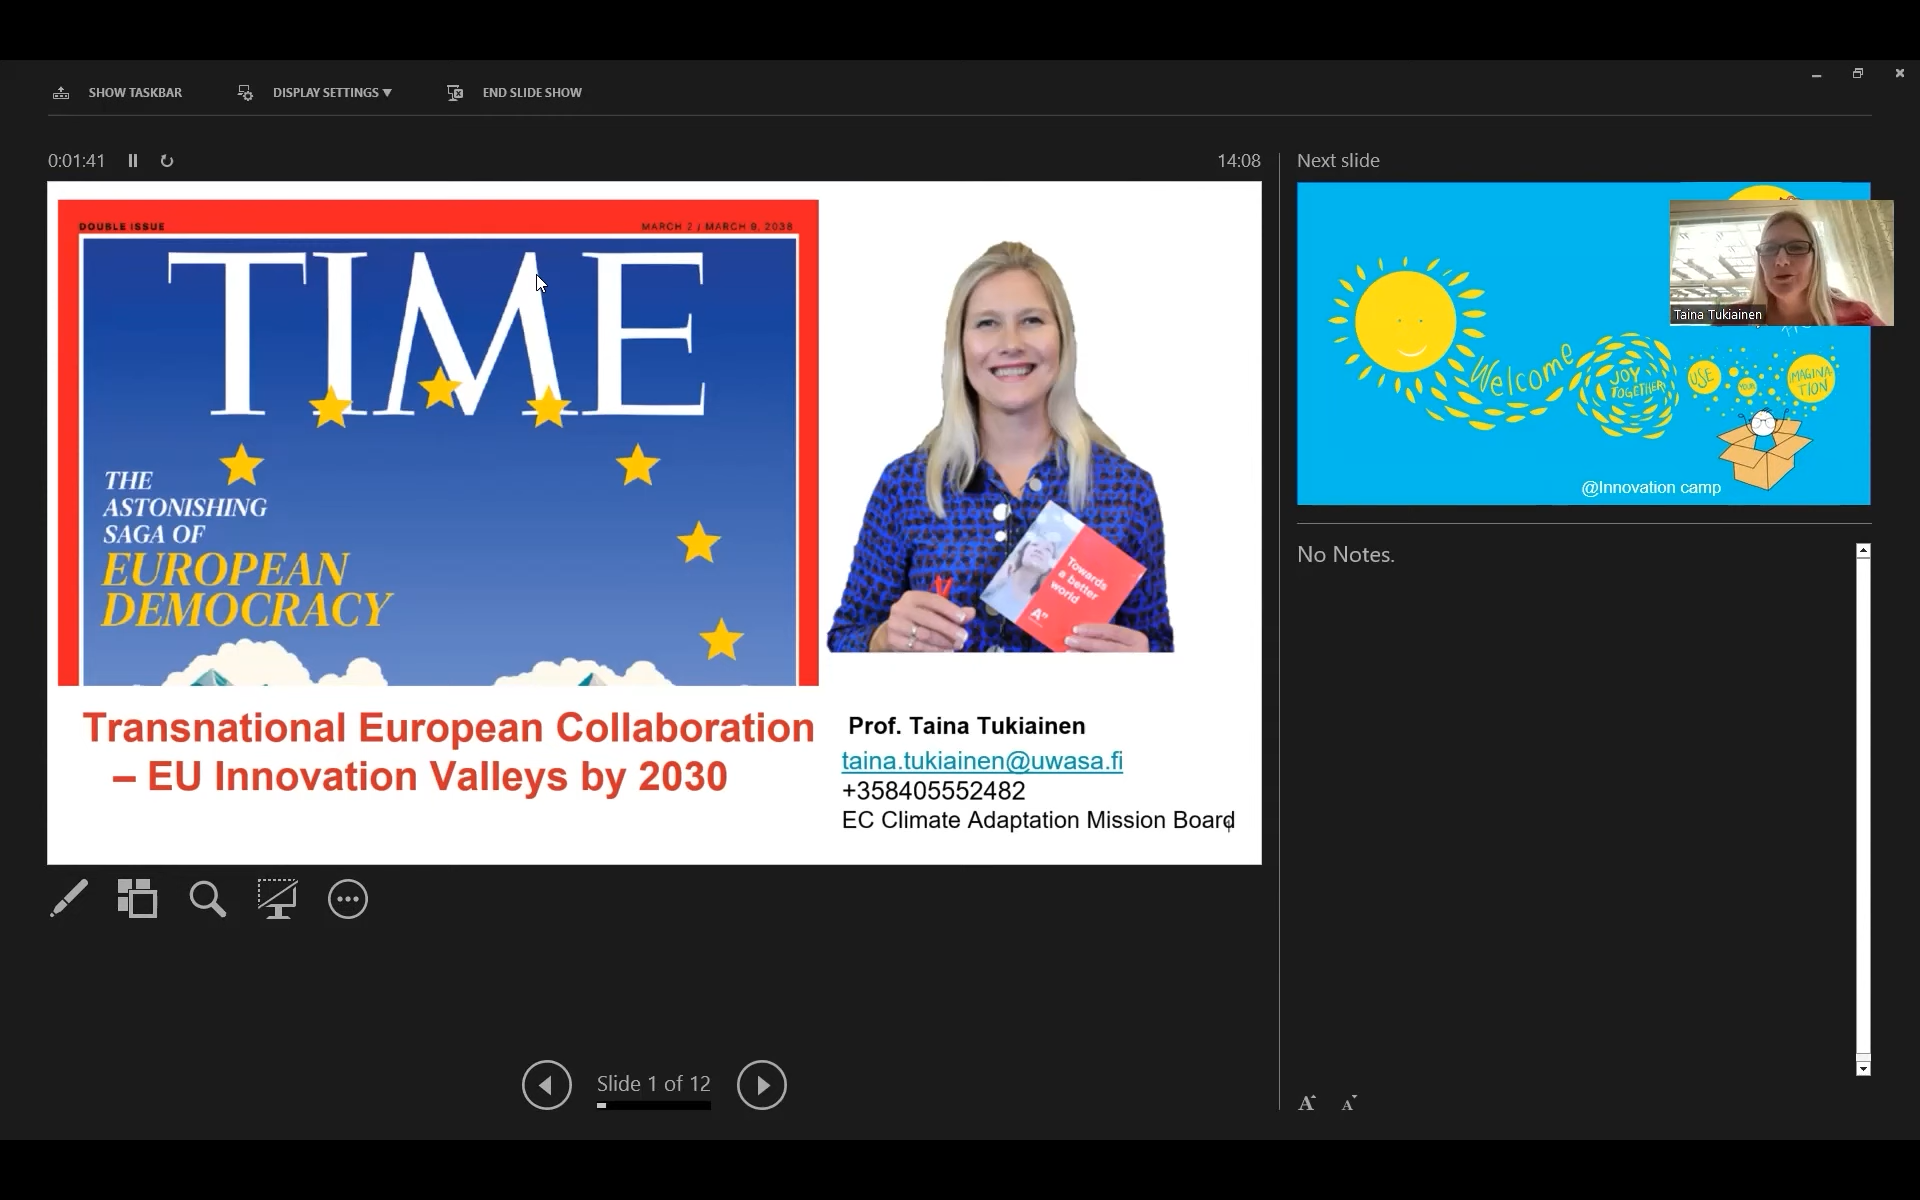 SHOW TASKBAR
DISPLAY SETTINGS
END SLIDE SHOW
0:01:41
14:08
DOUBLE ISSUE
MARCH 2 / MARCH 9, 2038
TIME
THE
ASTONISHING
SAGA OF
EUROPEAN
DEMOCRACY
Towards
a better
world
A"
Transnational European Collaboration
– EU Innovation Valleys by 2030
Prof. Taina Tukiainen
taina.tukiainen@uwasa.fi
+358405552482
EC Climate Adaptation Mission Board
Next slide
Taina Tukiainen
Welcome
JOY
TOGETHER
USE
YOUR
IMAGINA
TION
@Innovation camp
No Notes.
Slide 1 of 12
A A